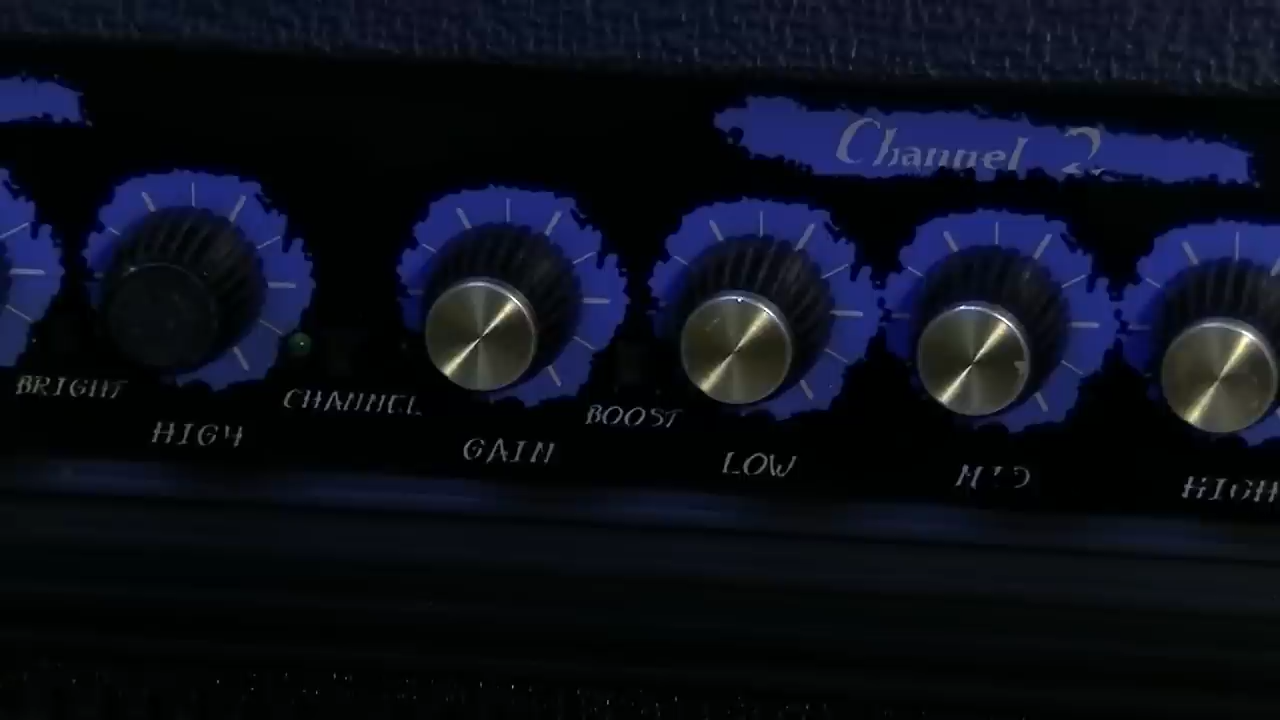 Channel 2
BRIGHT
HIGH
CHANNEL
GAIN
BOOST
LOW
MID
HIGH